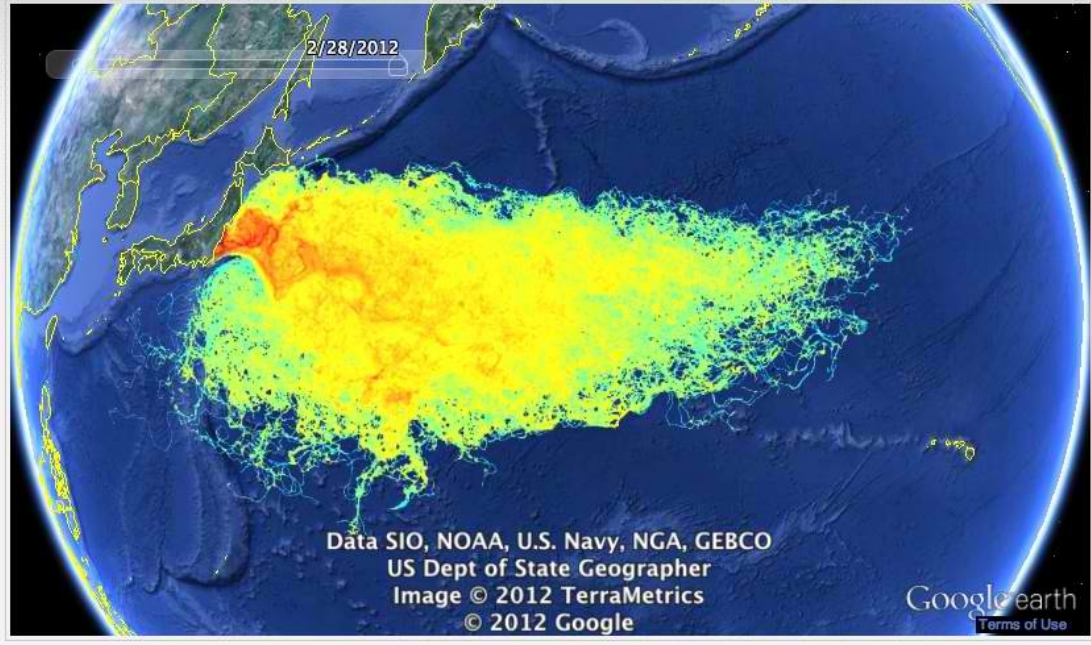 2/28/2012
Data SIO, NOAA, U.S. Navy, NGA, GEBCO
US Dept of State Geographer
Image © 2012 TerraMetrics
© 2012 Google
Google earth
Terms of Use